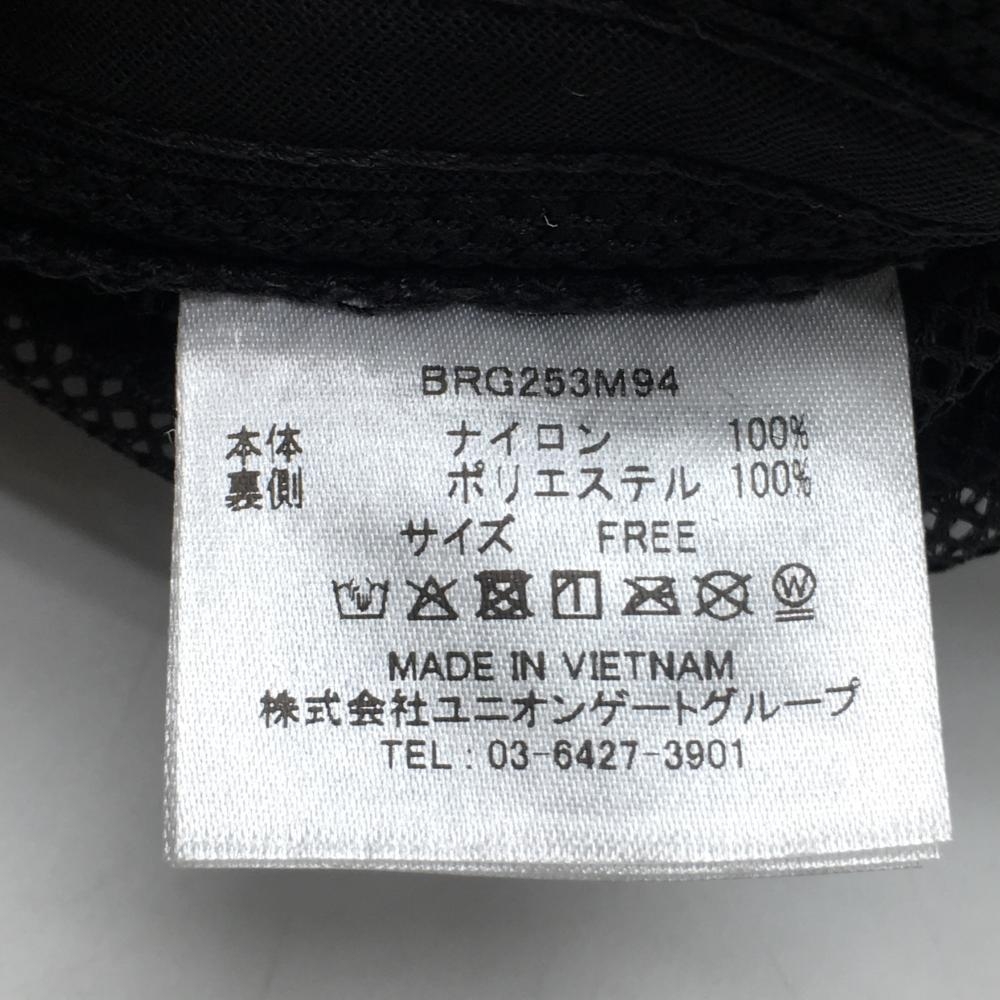 BRG253M94
本体 ナイロン 100%
裏側 ポリエステル 100%
サイズ FREE
W
MADE IN VIETNAM
株式会社ユニオンゲートグループ
TEL : 03-6427-3901